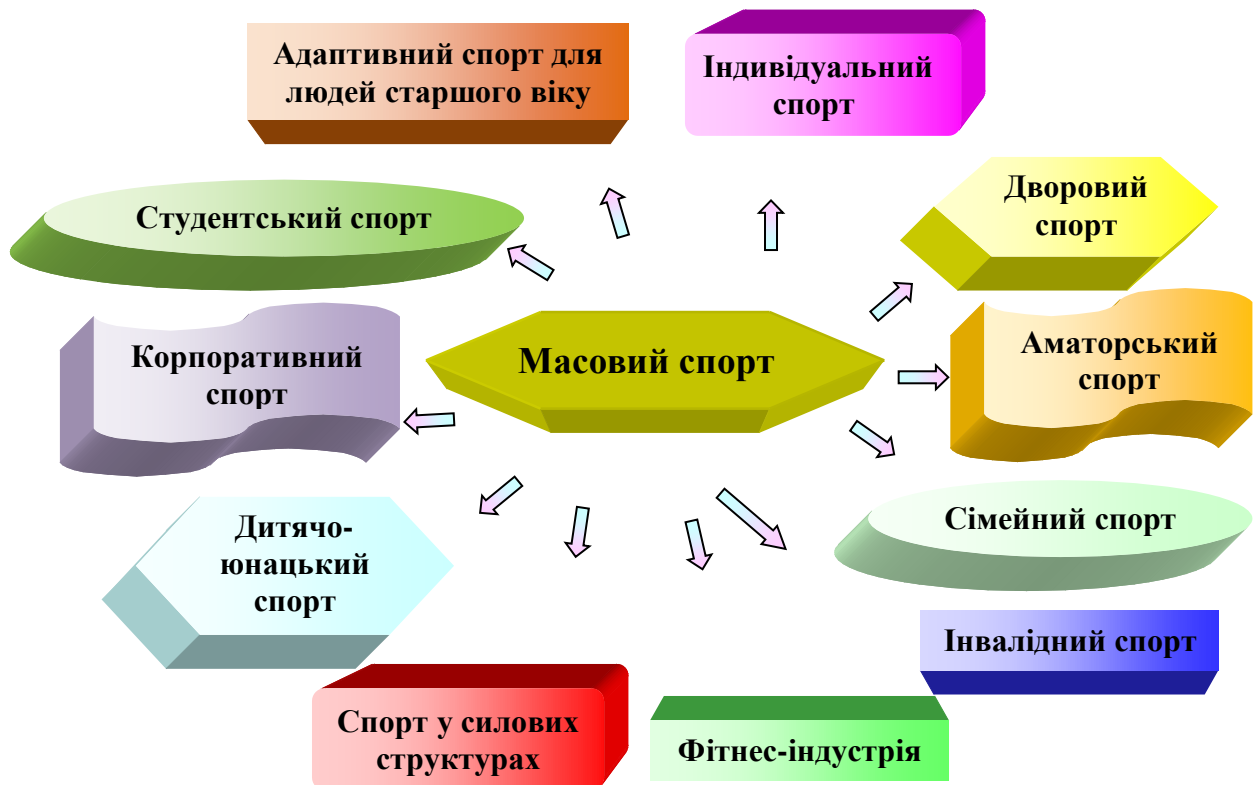 Адаптивний спорт для
людей старшого віку
Індивідуальний
спорт
Студентський спорт
Дворовий
спорт
Корпоративний
спорт
Масовий спорт
Аматорський
спорт
Дитячо-
юнацький
спорт
Сімейний спорт
Інвалідний спорт
Спорт у силових
структурах
Фітнес-індустрія